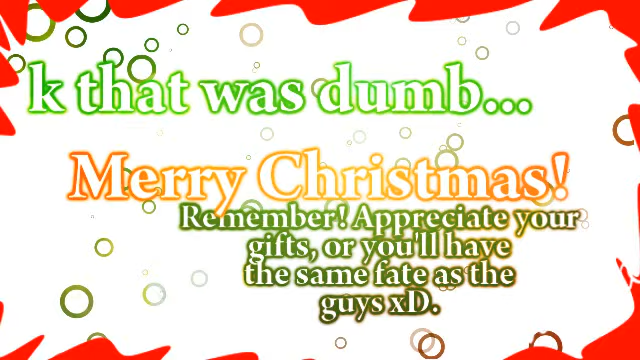 k that was dumb...
Merry Christmas!
Remember! Appreciate your
gifts, or you'll have
the same fate as the
guys xD.